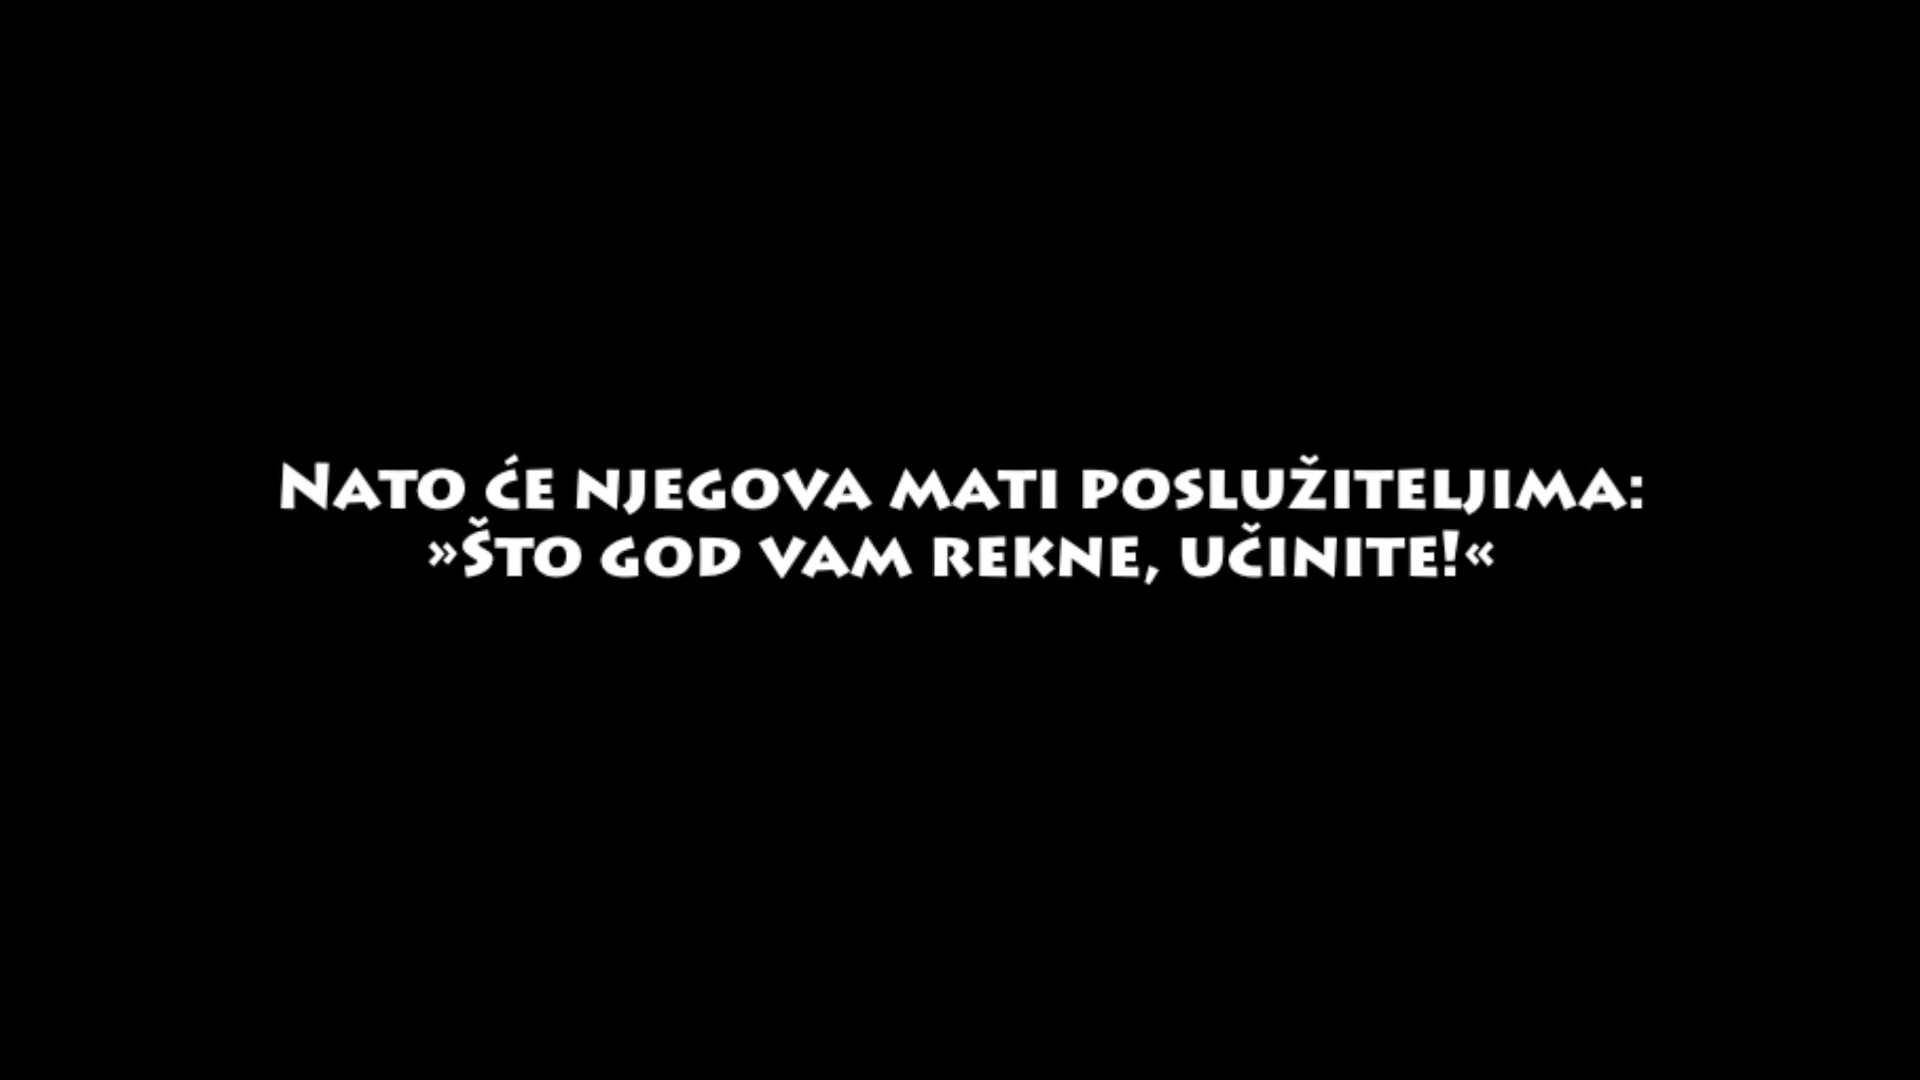 Nato će njegova mati poslužiteljima:
»Što god vam rekne, učinite!«